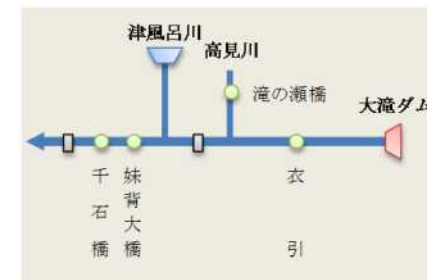 津風呂川
高見川
滝の瀬橋
大滝ダム
千石橋
妹背大橋
衣引